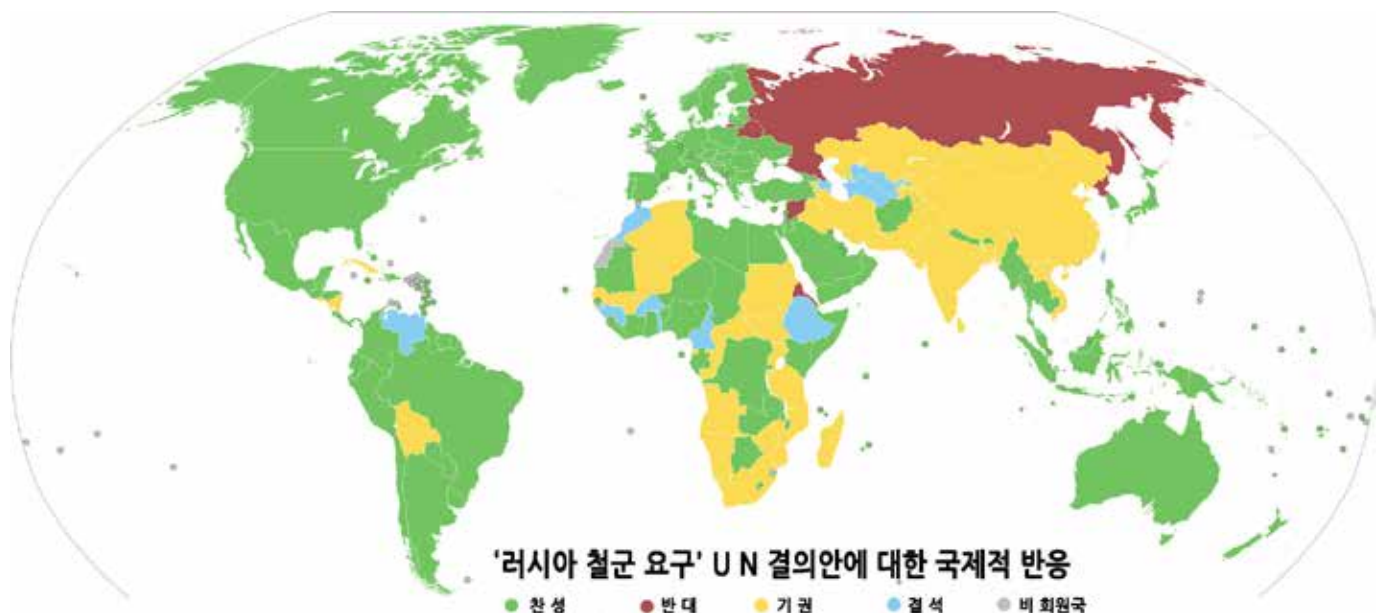 '러시아 철군 요구' U N 결의안에 대한 국제적 반응
찬 성 반 대 기 권 결 석 비 회원국